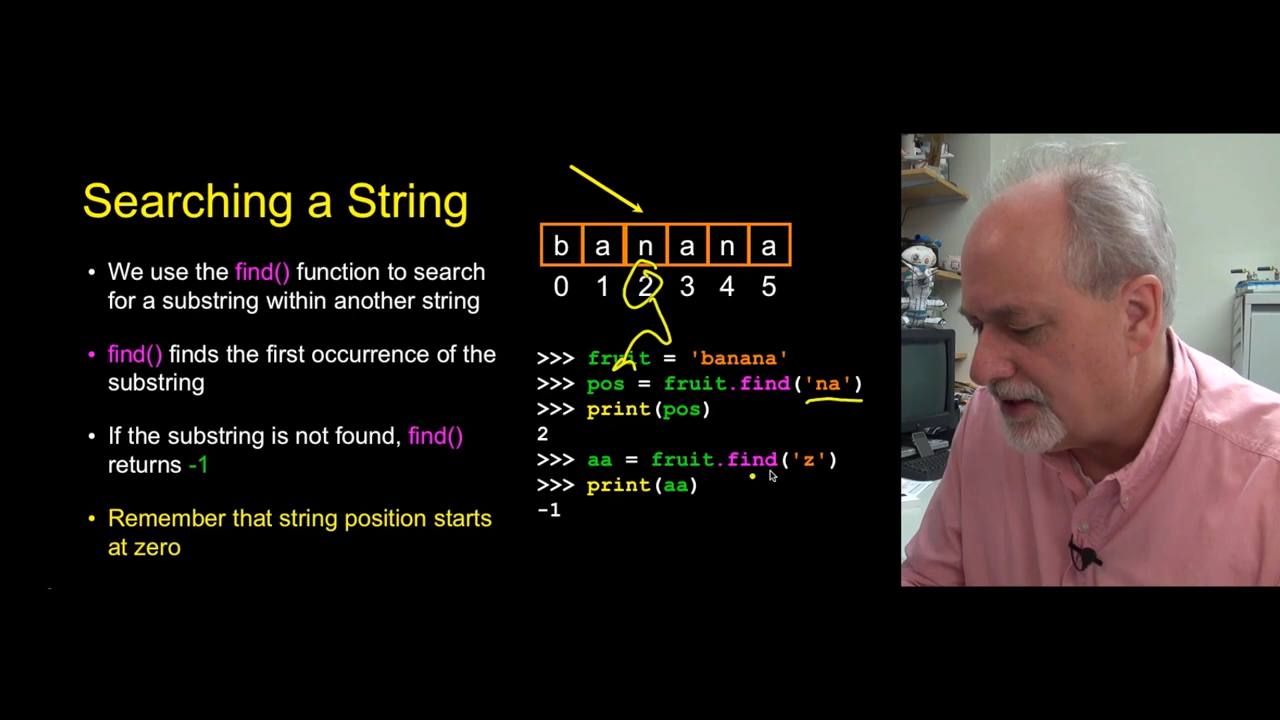 Searching a String
• We use the find() function to search
for a substring within another string
• find() finds the first occurrence of the
substring
• If the substring is not found, find()
returns -1
• Remember that string position starts
at zero
b a n a n a
0 1 2 3 4 5
>>> fruit = 'banana'
>>> pos = fruit.find('na')
>>> print(pos)
2
>>> aa = fruit.find('z')
>>> print(aa)
-1